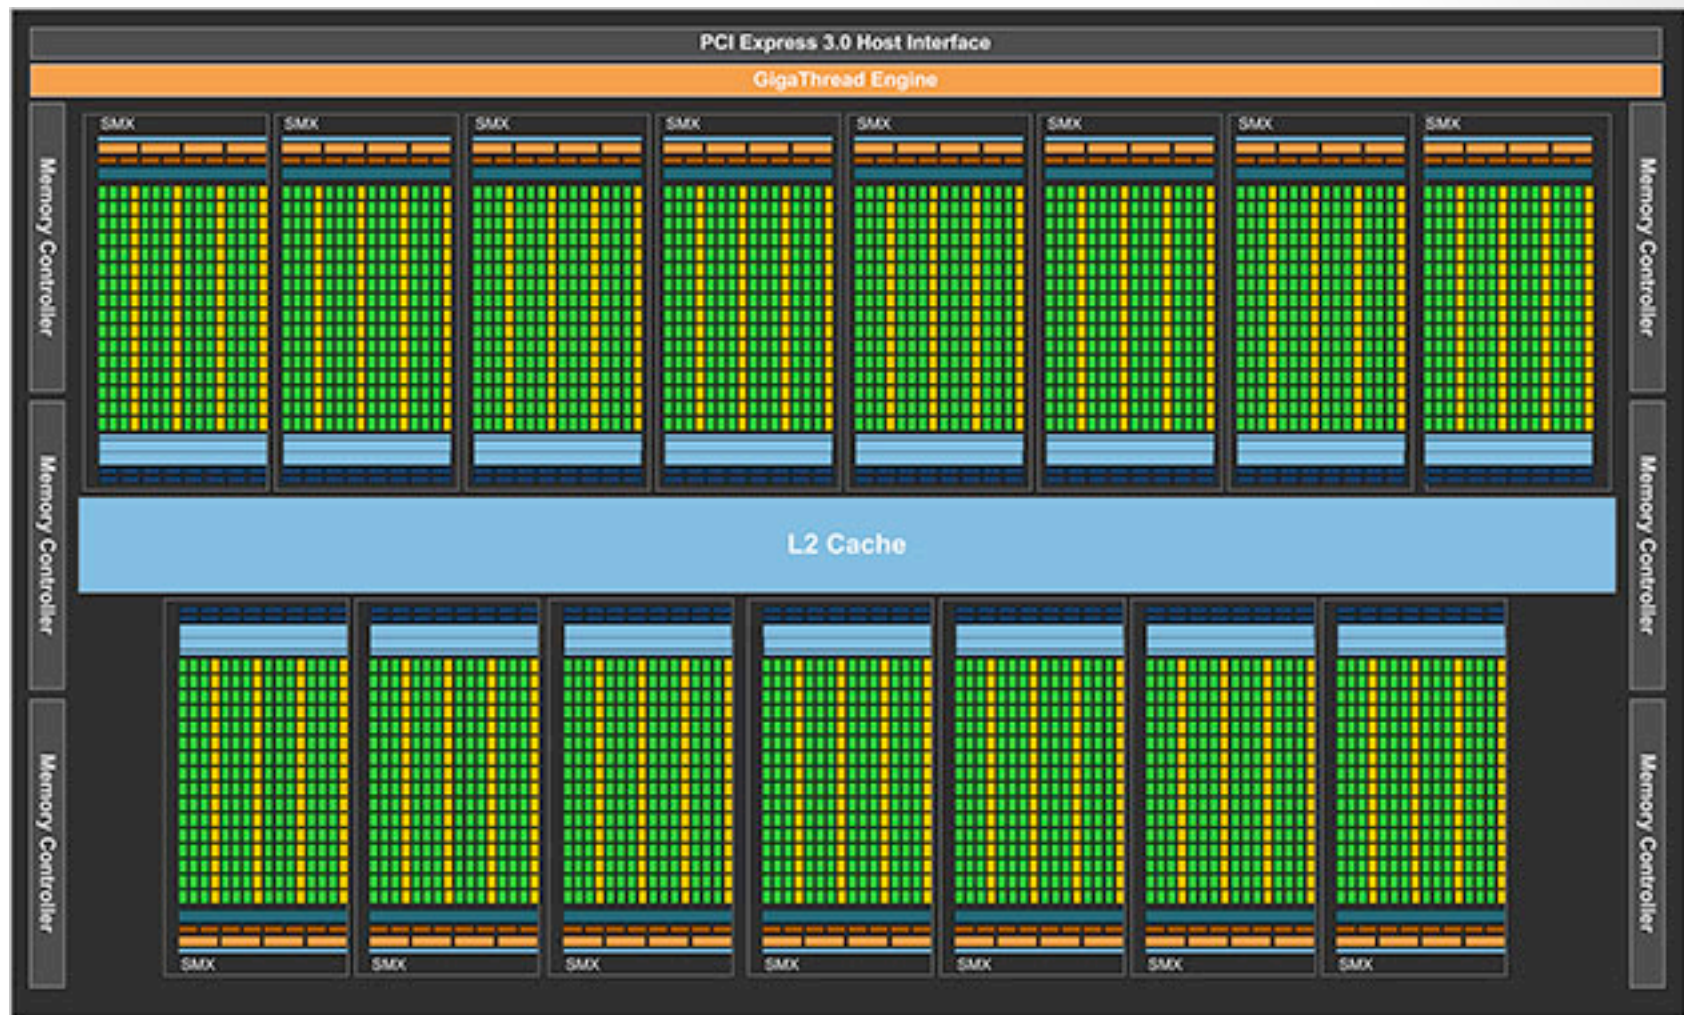 PCI Express 3.0 Host Interface
GigaThread Engine
SMX
SMX
SMX
SMX
SMX
SMX
SMX
SMX
Memory Controller
Memory Controller
Memory Controller
Memory Controller
L2 Cache
Memory Controller
Memory Controller
SMX
SMX
SMX
SMX
SMX
SMX
SMX